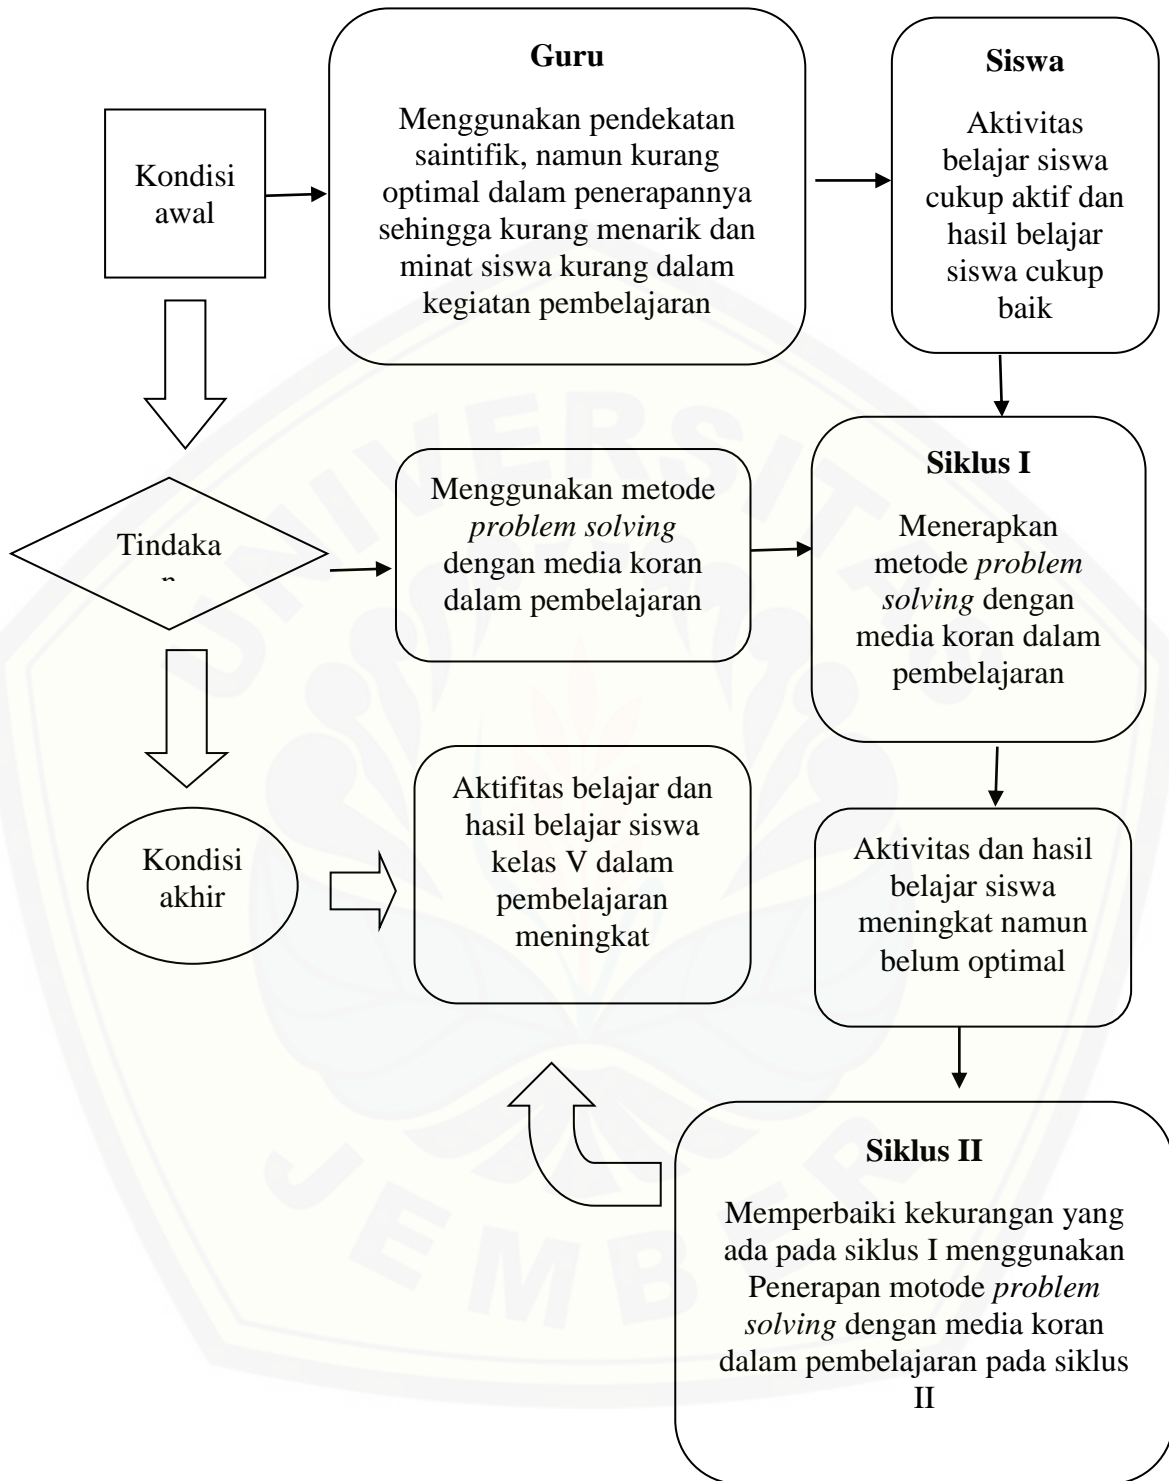 Guru
Menggunakan pendekatan
saintifik, namun kurang
optimal dalam penerapannya
sehingga kurang menarik dan
minat siswa kurang dalam
kegiatan pembelajaran
Siswa
Aktivitas
belajar siswa
cukup aktif dan
hasil belajar
siswa cukup
baik
Kondisi
awal
Tindaka
n
Menggunakan metode
problem solving
dengan media koran
dalam pembelajaran
Siklus I
Menerapkan
metode problem
solving dengan
media koran dalam
pembelajaran
Kondisi
akhir
Aktifitas belajar dan
hasil belajar siswa
kelas V dalam
pembelajaran
meningkat
Aktivitas dan hasil
belajar siswa
meningkat namun
belum optimal
Siklus II
Memperbaiki kekurangan yang
ada pada siklus I menggunakan
Penerapan motode problem
solving dengan media koran
dalam pembelajaran pada siklus
II
UNIVERSITAS
JEMBER